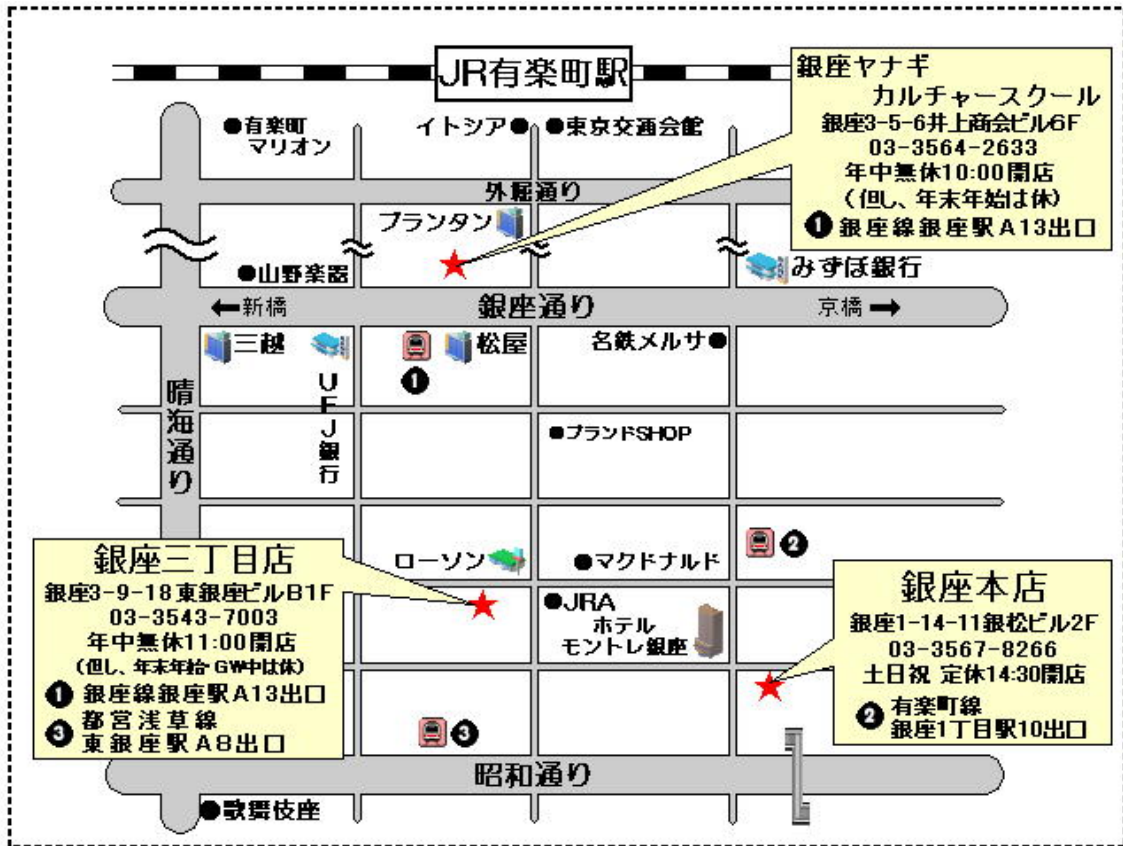 JR有楽町駅
銀座ヤナギ
カルチャースクール
銀座3-5-6井上商会ビル6F
03-3564-2633
年中無休10:00開店
(但し、年末年始は休)
❶ 銀座線銀座駅A13出口
●有楽町
マリオン
イトシア●
●東京交通会館
外堀通り
プランタン
●山野楽器
みずほ銀行
←新橋
銀座通り
京橋→
三越
UFJ銀行
❶
松屋
名鉄メルサ●
晴海通り
●ブランドSHOP
❷
銀座三丁目店
銀座3-9-18東銀座ビルB1F
03-3543-7003
年中無休11:00開店
(但し、年末年始・GW中は休)
❶ 銀座線銀座駅A13出口
❸ 都営浅草線
東銀座駅A8出口
ローソン
●マクドナルド
●JRA
ホテル
モントレ銀座
銀座本店
銀座1-14-11銀松ビル2F
03-3567-8266
土日祝 定休14:30開店
❷ 有楽町線
銀座1丁目駅10出口
❸
昭和通り
●歌舞伎座